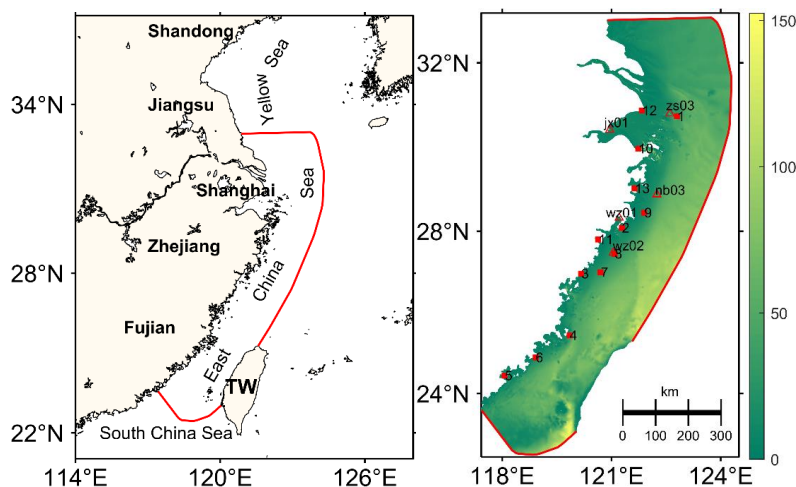 Shandong
Yellow Sea
34°N
Jiangsu
Shanghai
Sea
Zhejiang
28°N
China
Fujian
East
TW
22°N
South China Sea
114°E
120°E
126°E
150
32°N
zs03
12
1
jx01
10
100
13
nb03
wz01
9
2
28°N
11
wz02
8
3
7
50
4
6
5
24°N
km
0 100 200 300
0
118°E
121°E
124°E